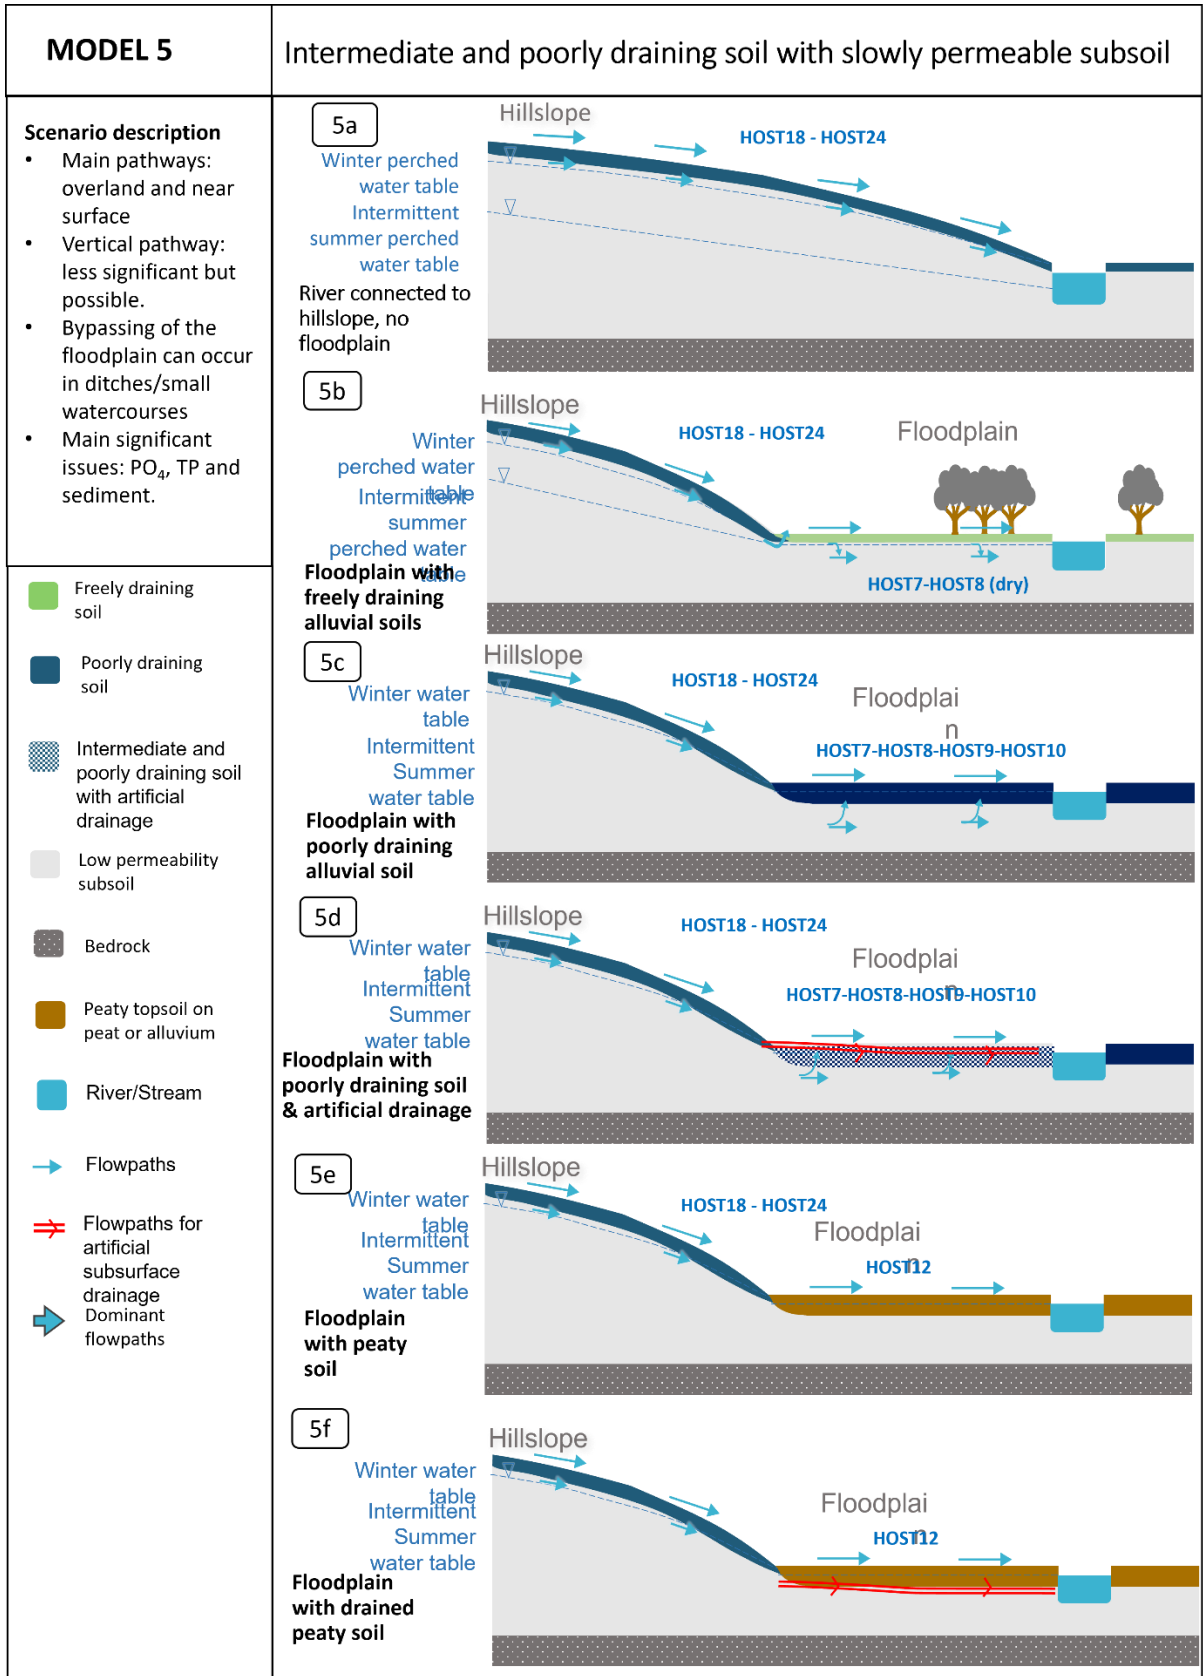 MODEL 5
Intermediate and poorly draining soil with slowly permeable subsoil
Scenario description
• Main pathways:
overland and near
surface
• Vertical pathway:
less significant but
possible.
• Bypassing of the
floodplain can occur
in ditches/small
watercourses
• Main significant
issues: PO₄, TP and
sediment.
Freely draining
soil
Poorly draining
soil
Intermediate and
poorly draining soil
with artificial
drainage
Low permeability
subsoil
Bedrock
Peaty topsoil on
peat or alluvium
River/Stream
Flowpaths
Flowpaths for
artificial
subsurface
drainage
Dominant
flowpaths
5a
Hillslope
HOST18 - HOST24
Winter perched
water table
Intermittent
summer perched
water table
River connected to
hillslope, no
floodplain
5b
Hillslope
HOST18 - HOST24
Floodplain
Winter
perched water
table
Intermittent
summer
perched water
table
HOST7-HOST8 (dry)
Floodplain with
freely draining
alluvial soils
5c
Hillslope
HOST18 - HOST24
Winter water
table
Floodplai
n
Intermittent
Summer
water table
HOST7-HOST8-HOST9-HOST10
Floodplain with
poorly draining
alluvial soil
5d
Hillslope
HOST18 - HOST24
Winter water
table
Floodplai
n
Intermittent
Summer
water table
HOST7-HOST8-HOST9-HOST10
Floodplain with
poorly draining soil
& artificial drainage
5e
Hillslope
HOST18 - HOST24
Winter water
table
Floodplai
n
Intermittent
Summer
water table
HOST12
Floodplain
with peaty
soil
5f
Hillslope
Winter water
table
Floodplai
n
Intermittent
Summer
water table
HOST12
Floodplain
with drained
peaty soil